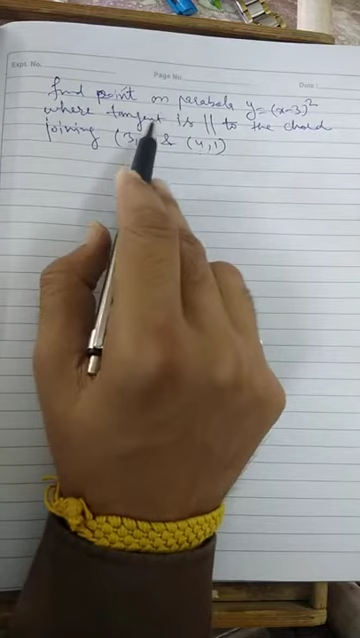 Expt. No.
Page No.
Date :
find point on parabola y = (x-3)²
where tangent is || to the chord
joining (3, & (4,1)